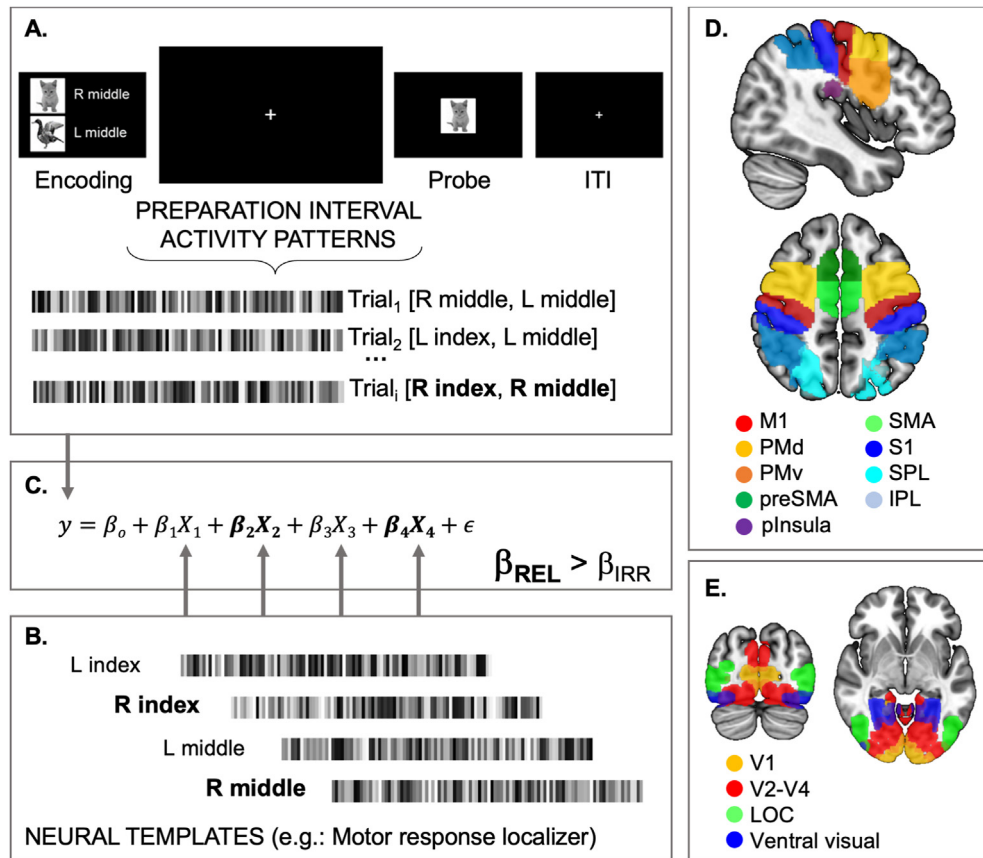 A.
R middle
L middle
+
+
Encoding
Probe
ITI
PREPARATION INTERVAL
ACTIVITY PATTERNS
Trial₁ [R middle, L middle]
Trial₂ [L index, L middle]
...
Trialᵢ [R index, R middle]
C.
y = βₒ + β₁X₁ + β₂X₂ + β₃X₃ + β₄X₄ + ϵ
β_REL > β_IRR
B.
L index
R index
L middle
R middle
NEURAL TEMPLATES (e.g.: Motor response localizer)
D.
M1
PMd
PMv
preSMA
pInsula
SMA
S1
SPL
IPL
E.
V1
V2-V4
LOC
Ventral visual